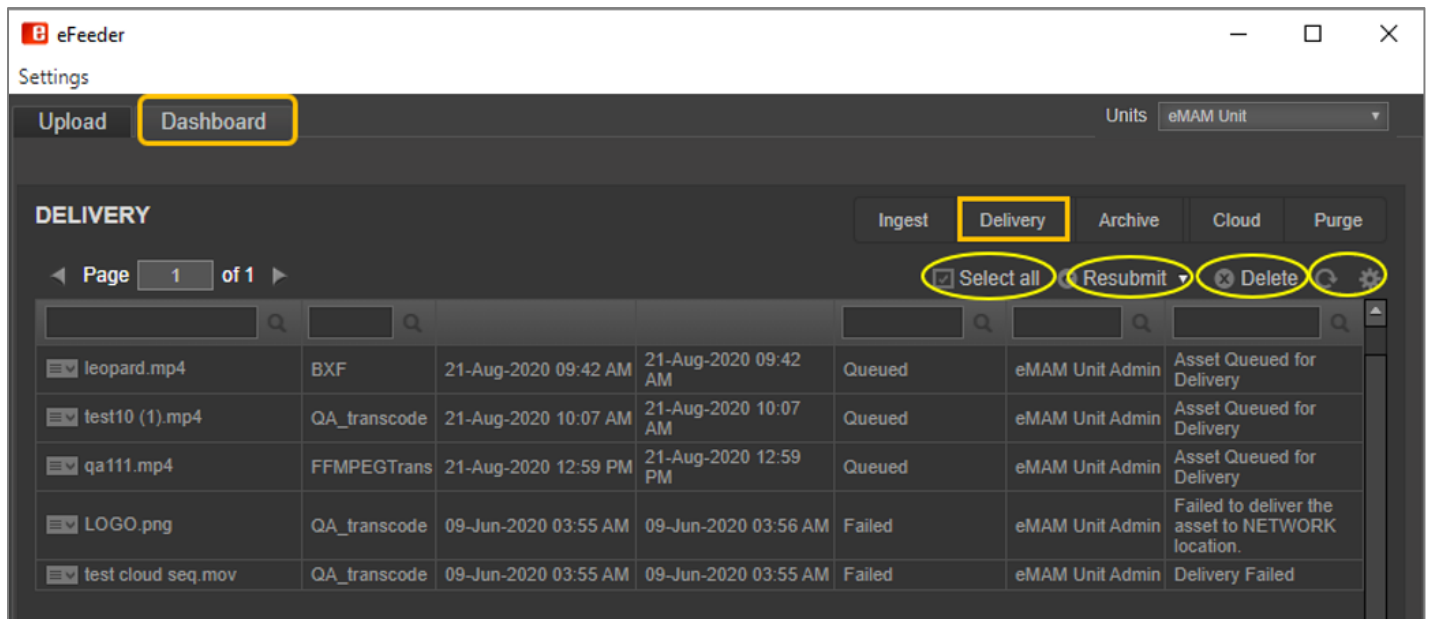 eFeeder
Settings
Upload Dashboard Units eMAM Unit
DELIVERY Ingest Delivery Archive Cloud Purge
Page 1 of 1 Select all Resubmit Delete
leopard.mp4 BXF 21-Aug-2020 09:42 AM 21-Aug-2020 09:42 AM Queued eMAM Unit Admin Asset Queued for Delivery
test10 (1).mp4 QA_transcode 21-Aug-2020 10:07 AM 21-Aug-2020 10:07 AM Queued eMAM Unit Admin Asset Queued for Delivery
qa111.mp4 FFMPEGTrans 21-Aug-2020 12:59 PM 21-Aug-2020 12:59 PM Queued eMAM Unit Admin Asset Queued for Delivery
LOGO.png QA_transcode 09-Jun-2020 03:55 AM 09-Jun-2020 03:56 AM Failed eMAM Unit Admin Failed to deliver the asset to NETWORK location.
test cloud seq.mov QA_transcode 09-Jun-2020 03:55 AM 09-Jun-2020 03:55 AM Failed eMAM Unit Admin Delivery Failed